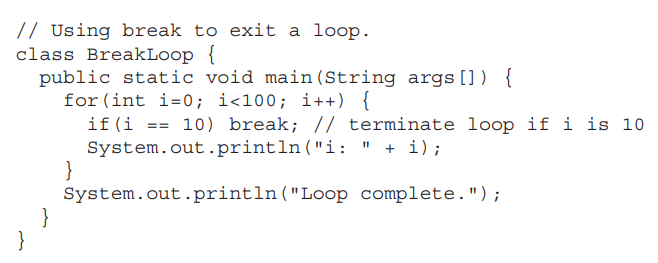 // Using break to exit a loop.
class BreakLoop {
  public static void main(String args[]) {
    for(int i=0; i<100; i++) {
      if(i == 10) break; // terminate loop if i is 10
      System.out.println("i: " + i);
    }
    System.out.println("Loop complete.");
  }
}